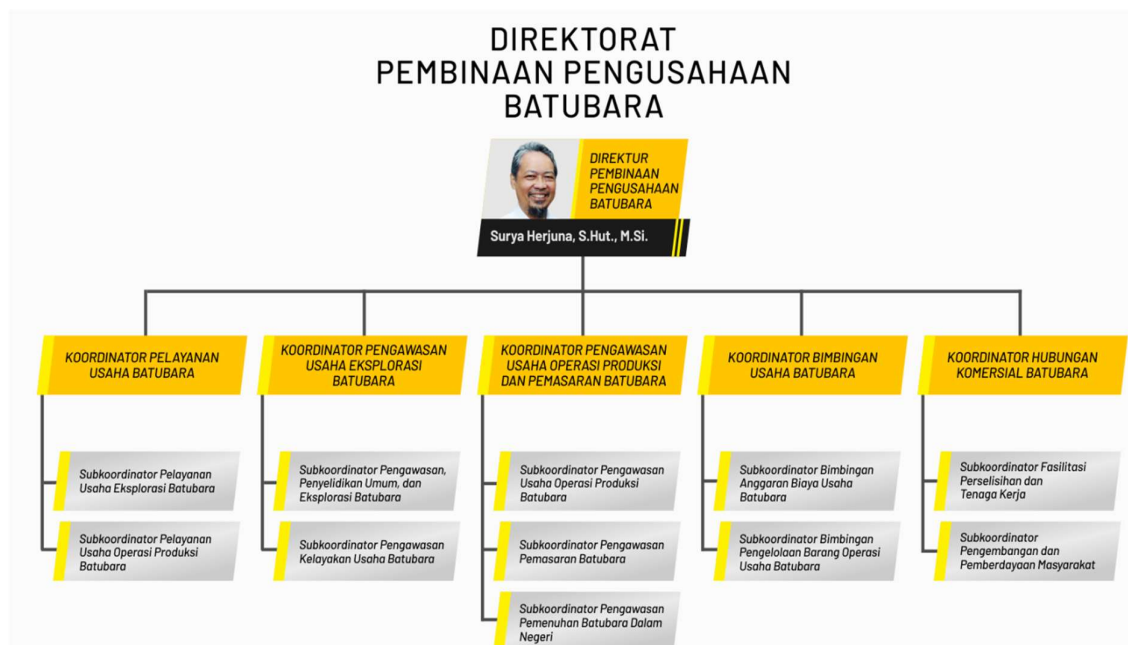 DIREKTORAT
PEMBINAAN PENGUSAHAAN
BATUBARA
DIREKTUR
PEMBINAAN
PENGUSAHAAN
BATUBARA
Surya Herjuna, S.Hut., M.Si.
KOORDINATOR PELAYANAN
USAHA BATUBARA
Subkoordinator Pelayanan
Usaha Eksplorasi Batubara
Subkoordinator Pelayanan
Usaha Operasi Produksi
Batubara
KOORDINATOR PENGAWASAN
USAHA EKSPLORASI
BATUBARA
Subkoordinator Pengawasan,
Penyelidikan Umum, dan
Eksplorasi Batubara
Subkoordinator Pengawasan
Kelayakan Usaha Batubara
KOORDINATOR PENGAWASAN
USAHA OPERASI PRODUKSI
DAN PEMASARAN BATUBARA
Subkoordinator Pengawasan
Usaha Operasi Produksi
Batubara
Subkoordinator Pengawasan
Pemasaran Batubara
Subkoordinator Pengawasan
Pemenuhan Batubara Dalam
Negeri
KOORDINATOR BIMBINGAN
USAHA BATUBARA
Subkoordinator Bimbingan
Anggaran Biaya Usaha
Batubara
Subkoordinator Bimbingan
Pengelolaan Barang Operasi
Usaha Batubara
KOORDINATOR HUBUNGAN
KOMERSIAL BATUBARA
Subkoordinator Fasilitasi
Perselisihan dan
Tenaga Kerja
Subkoordinator
Pengembangan dan
Pemberdayaan Masyarakat